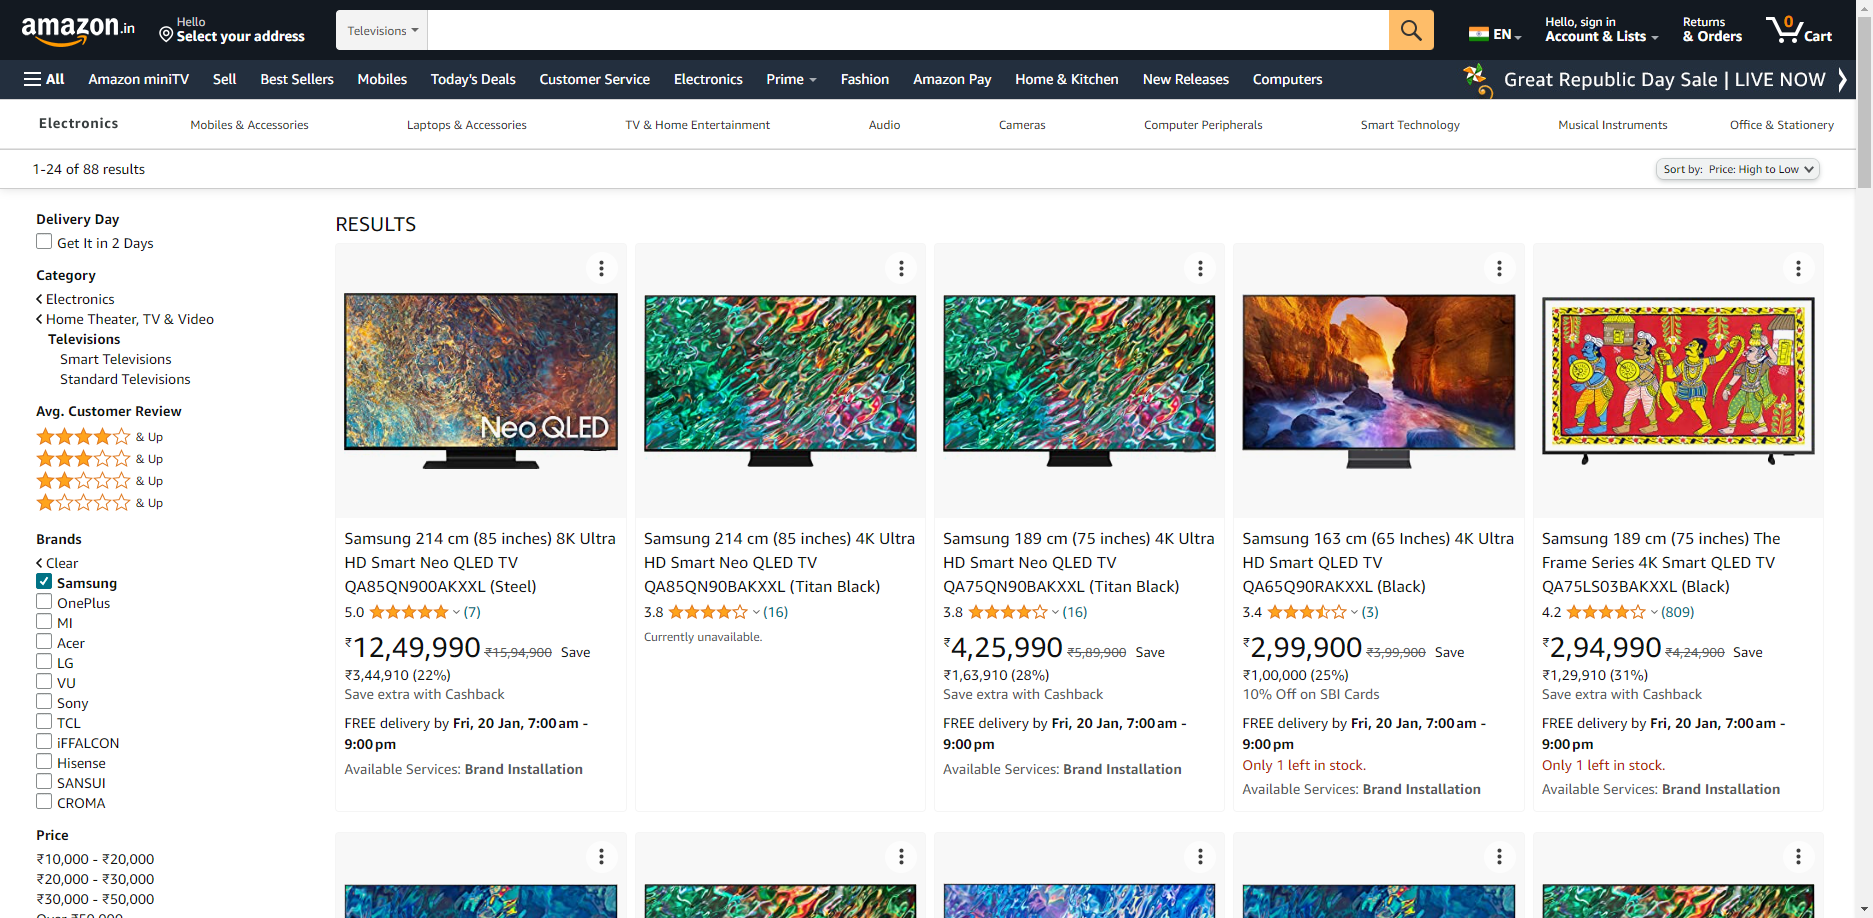 amazon.in
Hello
Select your address
Televisions
EN
Hello, sign in
Account & Lists
Returns
& Orders
0
Cart
All
Amazon miniTV
Sell
Best Sellers
Mobiles
Today's Deals
Customer Service
Electronics
Prime
Fashion
Amazon Pay
Home & Kitchen
New Releases
Computers
Great Republic Day Sale | LIVE NOW
Electronics
Mobiles & Accessories
Laptops & Accessories
TV & Home Entertainment
Audio
Cameras
Computer Peripherals
Smart Technology
Musical Instruments
Office & Stationery
1-24 of 88 results
Sort by: Price: High to Low
Delivery Day
Get It in 2 Days
Category
Electronics
Home Theater, TV & Video
Televisions
Smart Televisions
Standard Televisions
Avg. Customer Review
& Up
& Up
& Up
& Up
Brands
Clear
Samsung
OnePlus
MI
Acer
LG
VU
Sony
TCL
iFFALCON
Hisense
SANSUI
CROMA
Price
₹10,000 - ₹20,000
₹20,000 - ₹30,000
₹30,000 - ₹50,000
Over ₹50,000
RESULTS
Neo QLED
Samsung 214 cm (85 inches) 8K Ultra
HD Smart Neo QLED TV
QA85QN900AKXXL (Steel)
5.0 (7)
₹12,49,990 ₹15,94,900 Save
₹3,44,910 (22%)
Save extra with Cashback
FREE delivery by Fri, 20 Jan, 7:00 am -
9:00 pm
Available Services: Brand Installation
Samsung 214 cm (85 inches) 4K Ultra
HD Smart Neo QLED TV
QA85QN90BAKXXL (Titan Black)
3.8 (16)
Currently unavailable.
Samsung 189 cm (75 inches) 4K Ultra
HD Smart Neo QLED TV
QA75QN90BAKXXL (Titan Black)
3.8 (16)
₹4,25,990 ₹5,89,900 Save
₹1,63,910 (28%)
Save extra with Cashback
FREE delivery by Fri, 20 Jan, 7:00 am -
9:00 pm
Available Services: Brand Installation
Samsung 163 cm (65 Inches) 4K Ultra
HD Smart QLED TV
QA65Q90RAKXXL (Black)
3.4 (3)
₹2,99,900 ₹3,99,900 Save
₹1,00,000 (25%)
10% Off on SBI Cards
FREE delivery by Fri, 20 Jan, 7:00 am -
9:00 pm
Only 1 left in stock.
Available Services: Brand Installation
Samsung 189 cm (75 inches) The
Frame Series 4K Smart QLED TV
QA75LS03BAKXXL (Black)
4.2 (809)
₹2,94,990 ₹4,24,900 Save
₹1,29,910 (31%)
Save extra with Cashback
FREE delivery by Fri, 20 Jan, 7:00 am -
9:00 pm
Only 1 left in stock.
Available Services: Brand Installation